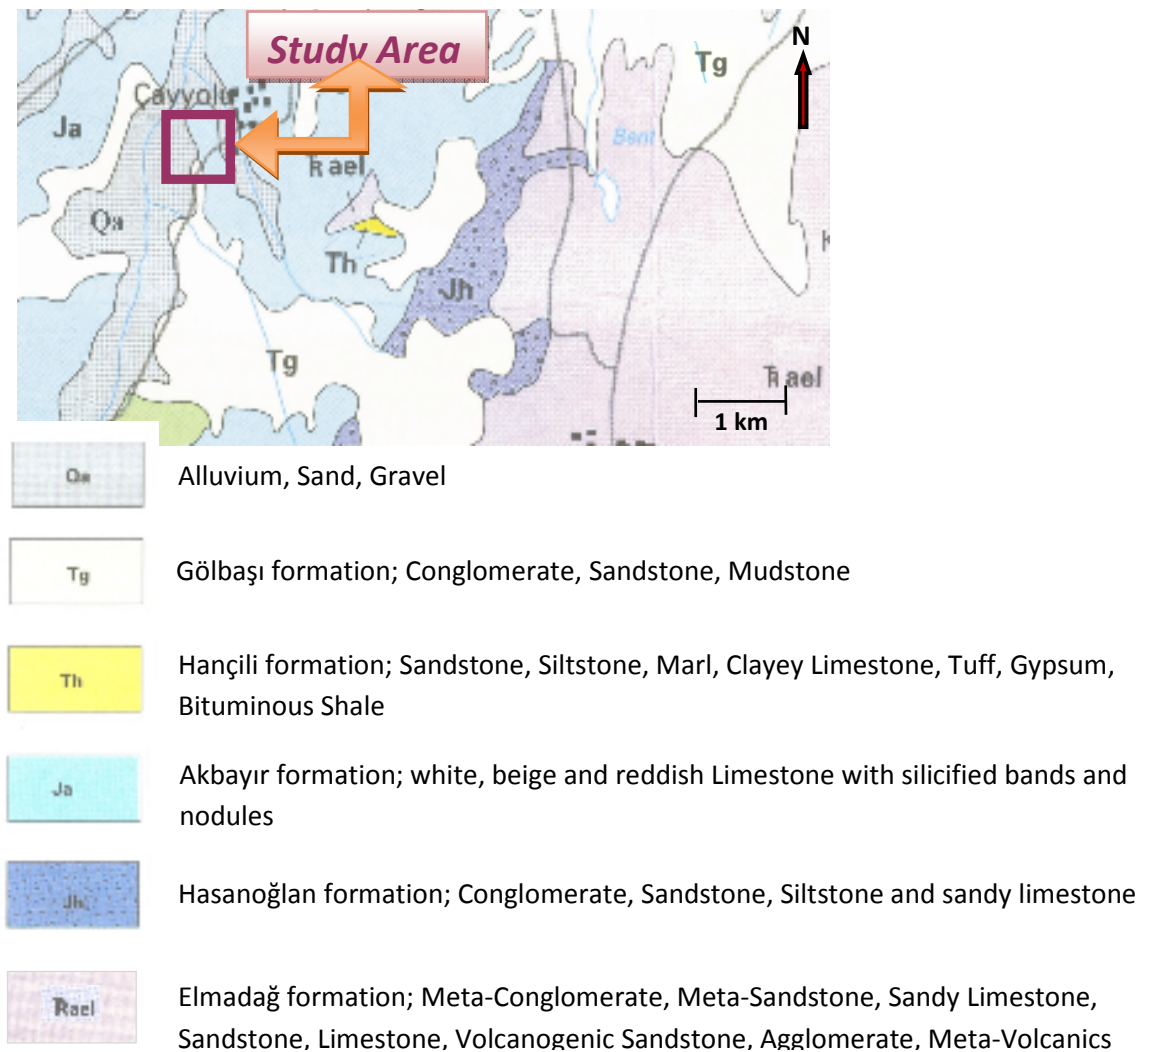 Study Area
N
Tg
Çayyolu
Ja
Bent
Ꞧael
Qa
Th
Jh
Tg
Ꞧael
1 km
Qa Alluvium, Sand, Gravel
Tg Gölbaşı formation; Conglomerate, Sandstone, Mudstone
Th Hançili formation; Sandstone, Siltstone, Marl, Clayey Limestone, Tuff, Gypsum,
Bituminous Shale
Ja Akbayır formation; white, beige and reddish Limestone with silicified bands and
nodules
Jh Hasanoğlan formation; Conglomerate, Sandstone, Siltstone and sandy limestone
Ꞧael Elmadağ formation; Meta-Conglomerate, Meta-Sandstone, Sandy Limestone,
Sandstone, Limestone, Volcanogenic Sandstone, Agglomerate, Meta-Volcanics